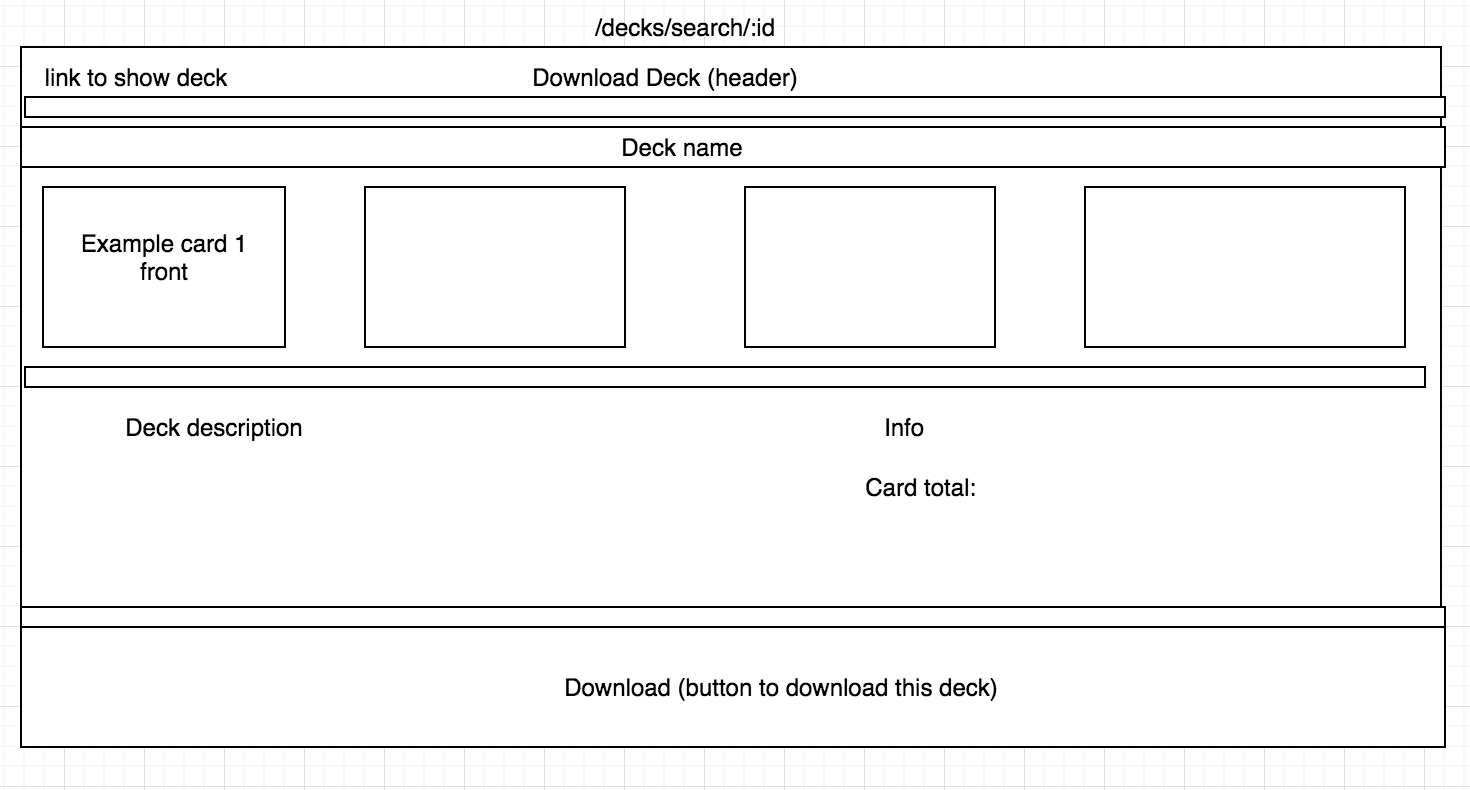 /decks/search/:id
link to show deck
Download Deck (header)
Deck name
Example card 1
front
Deck description
Info
Card total:
Download (button to download this deck)